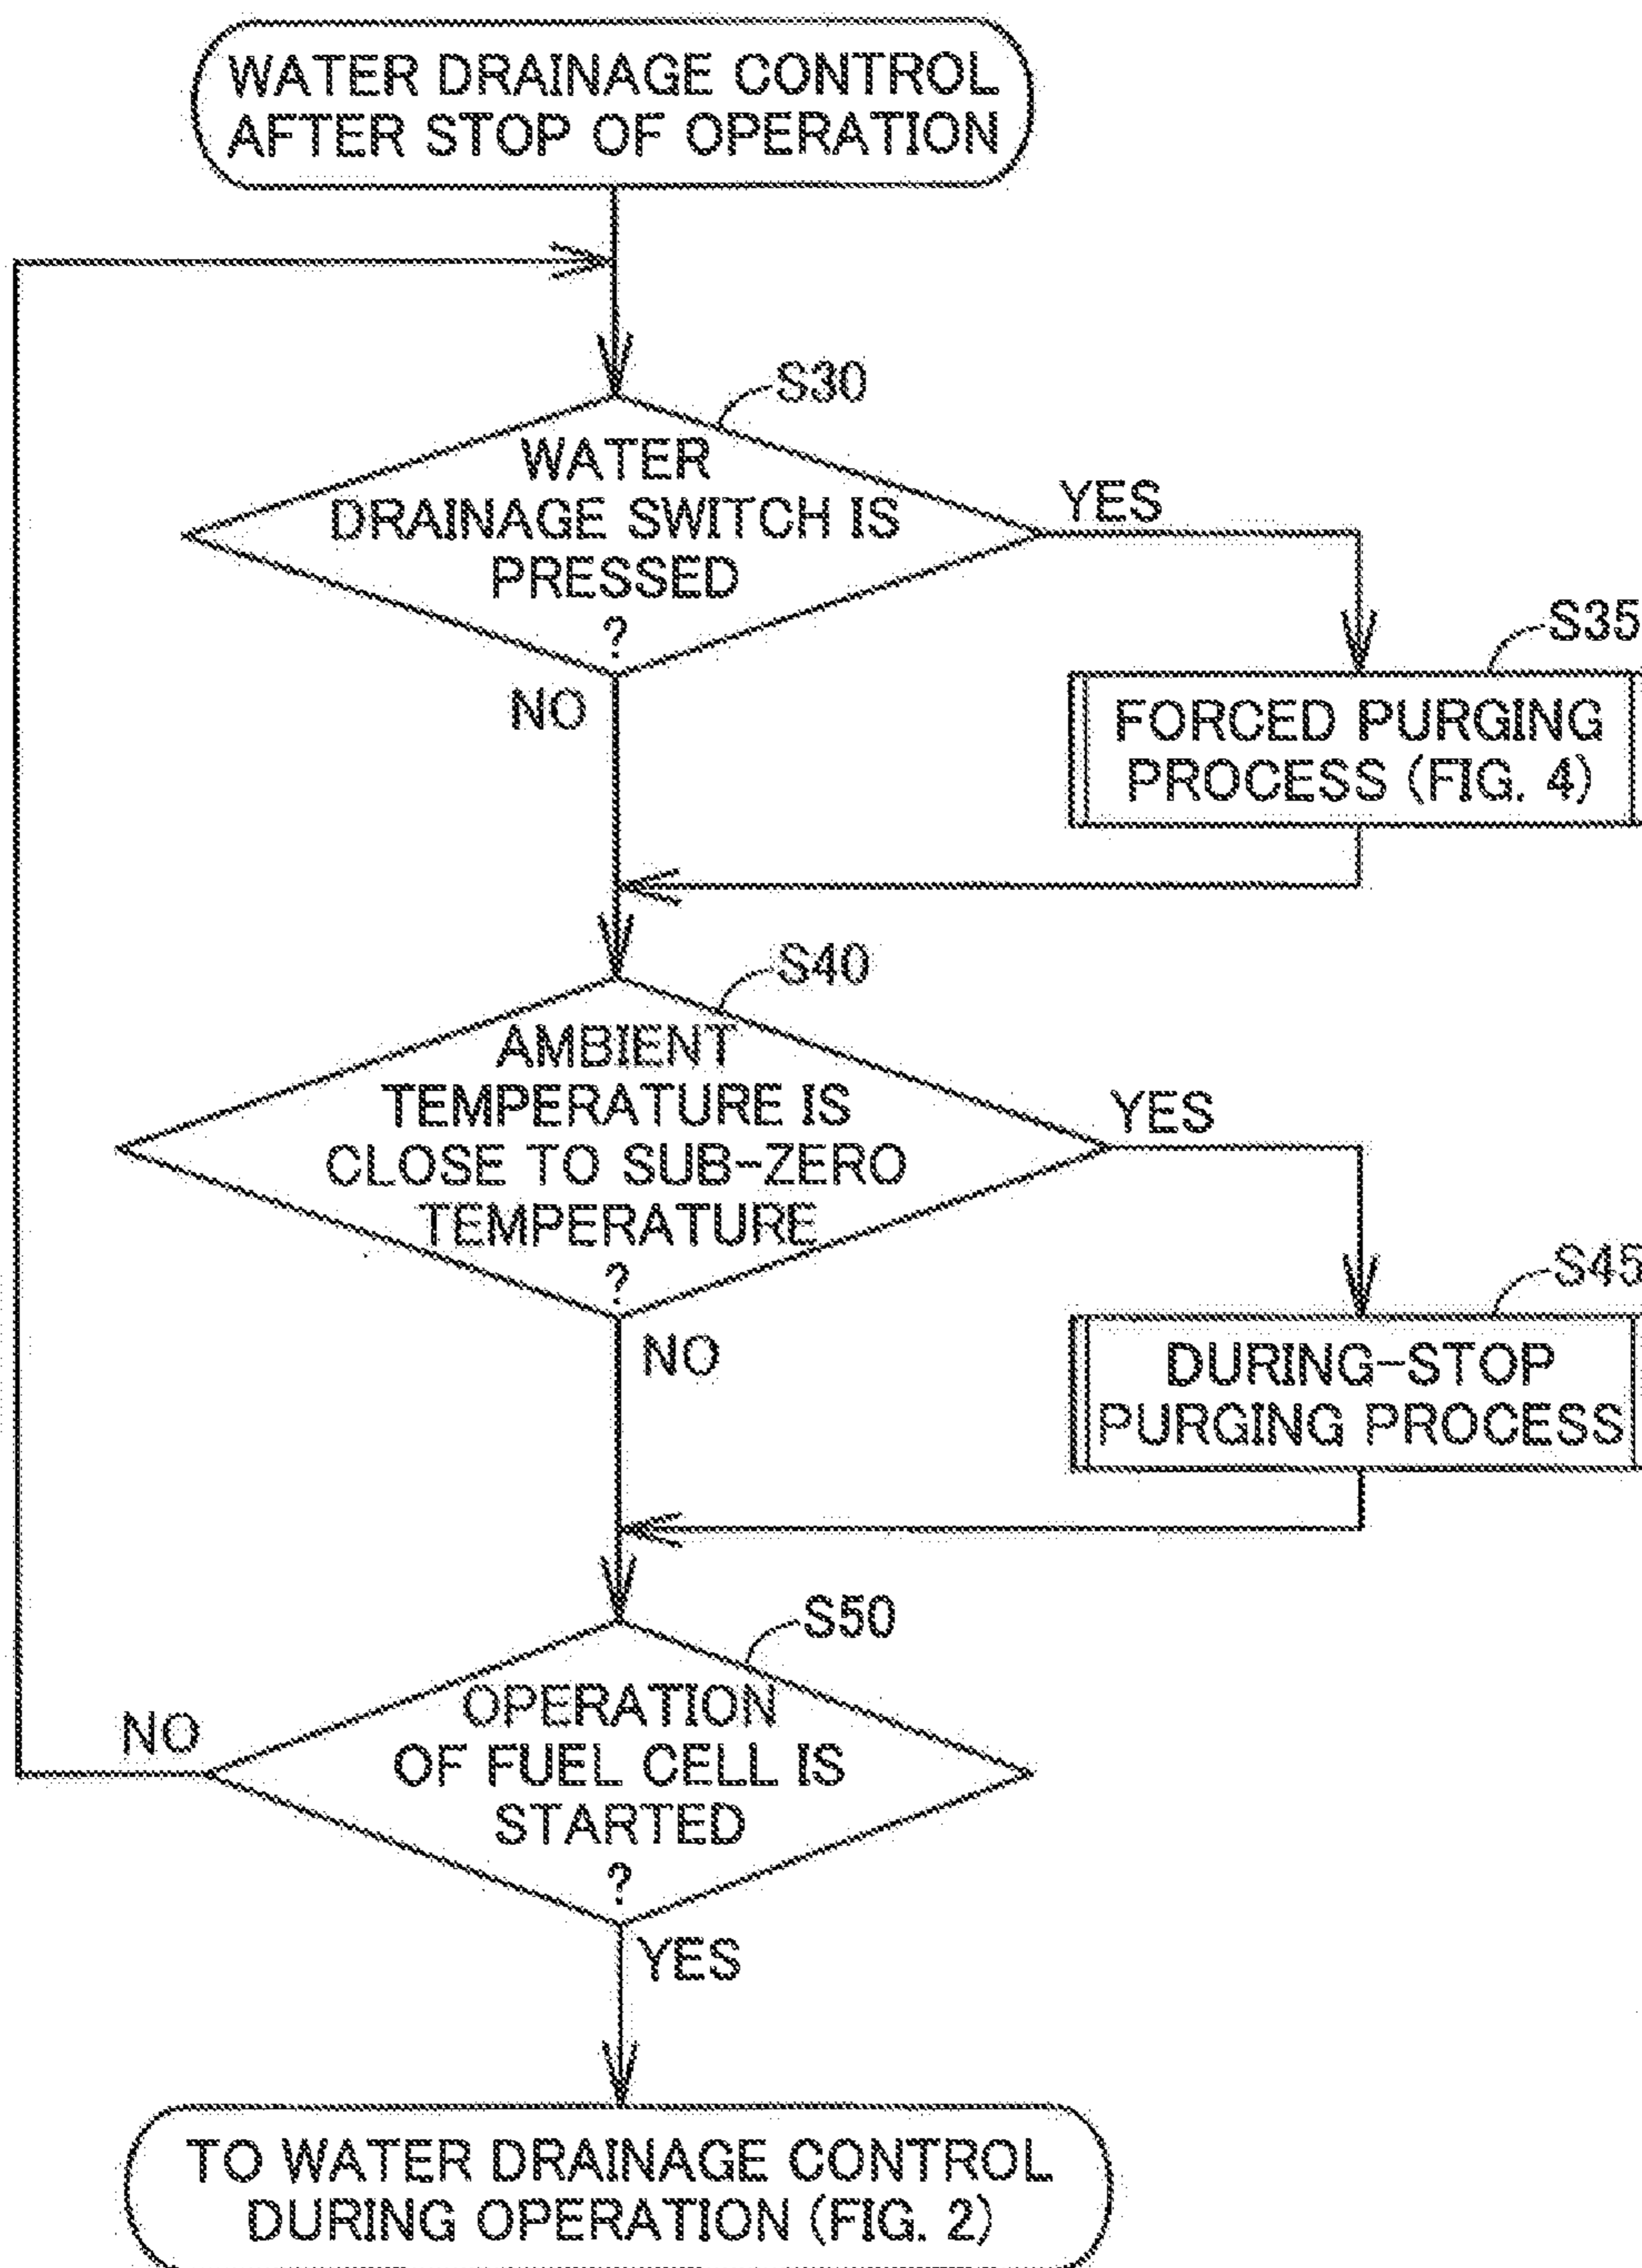 WATER DRAINAGE CONTROL
AFTER STOP OF OPERATION
S30
WATER
DRAINAGE SWITCH IS
PRESSED
?
YES
NO
S35
FORCED PURGING
PROCESS (FIG. 4)
S40
AMBIENT
TEMPERATURE IS
CLOSE TO SUB-ZERO
TEMPERATURE
?
YES
NO
S45
DURING-STOP
PURGING PROCESS
S50
OPERATION
OF FUEL CELL IS
STARTED
?
NO
YES
TO WATER DRAINAGE CONTROL
DURING OPERATION (FIG. 2)